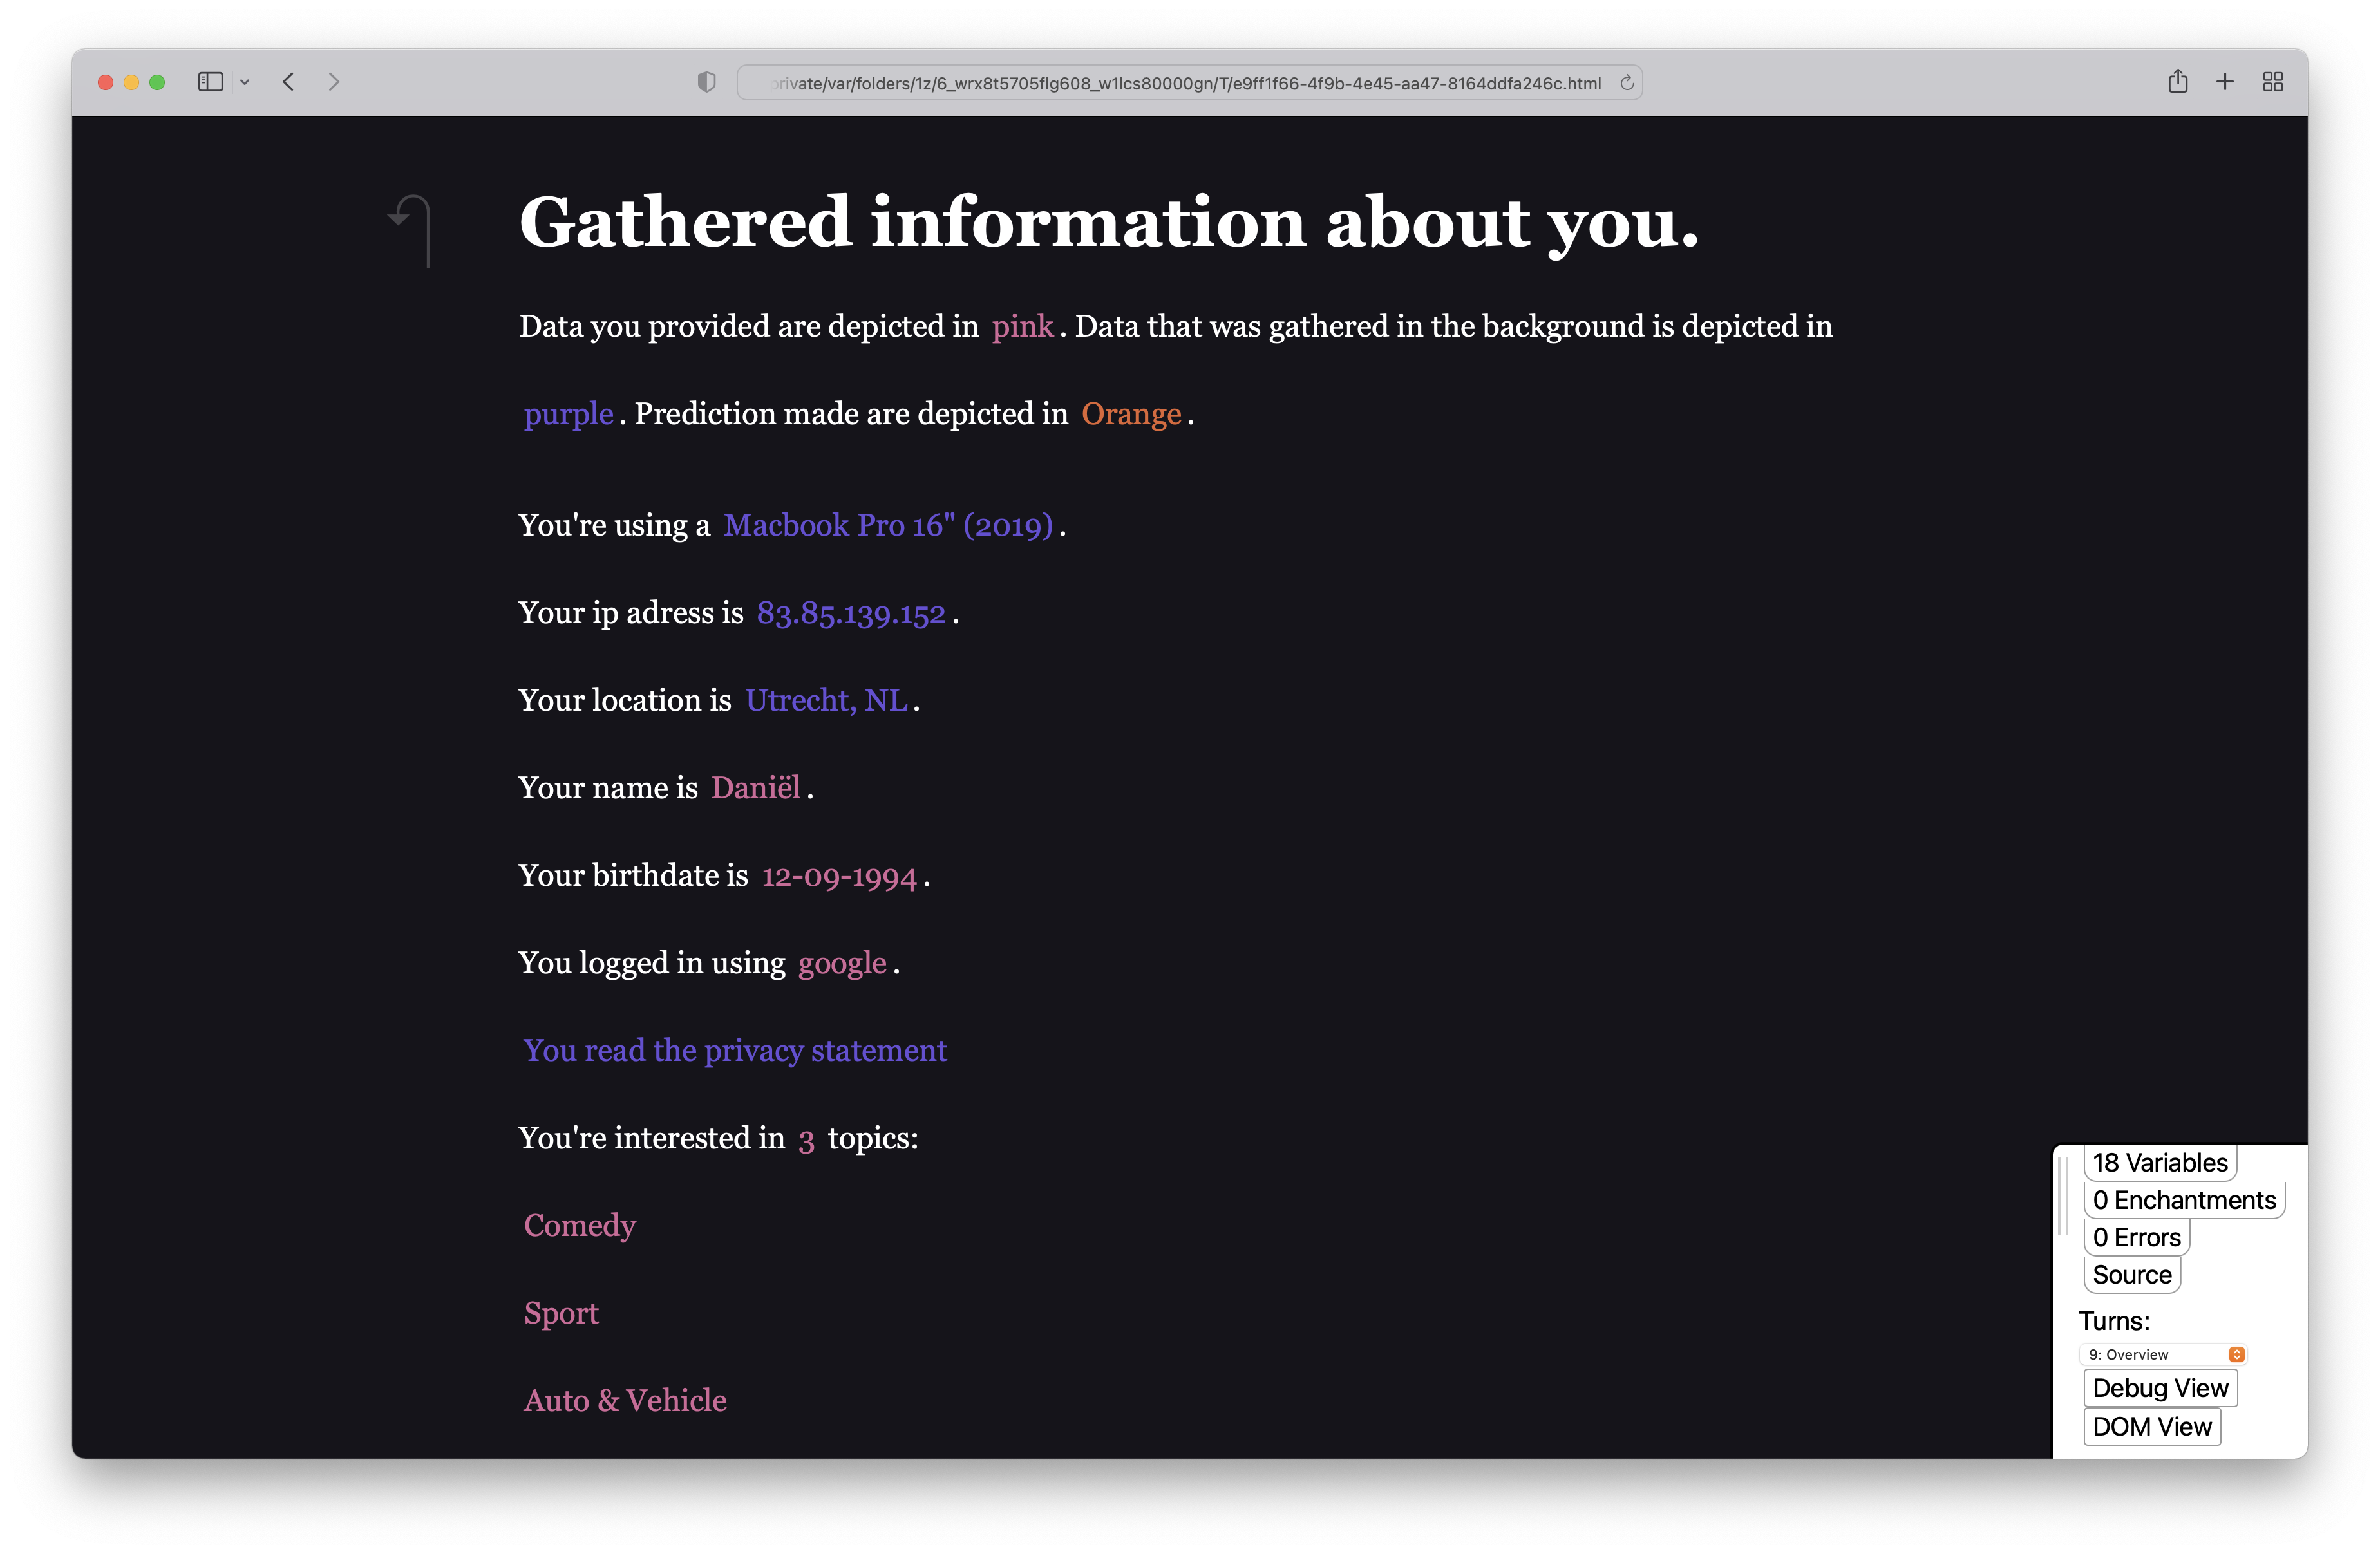 private/var/folders/1z/6_wrx8t5705flg608_w1lcs80000gn/T/e9ff1f66-4f9b-4e45-aa47-8164ddfa246c.html
Gathered information about you.
Data you provided are depicted in pink. Data that was gathered in the background is depicted in
purple. Prediction made are depicted in Orange.
You're using a Macbook Pro 16" (2019).
Your ip adress is 83.85.139.152.
Your location is Utrecht, NL.
Your name is Daniël.
Your birthdate is 12-09-1994.
You logged in using google.
You read the privacy statement
You're interested in 3 topics:
Comedy
Sport
Auto & Vehicle
18 Variables
0 Enchantments
0 Errors
Source
Turns:
9: Overview
Debug View
DOM View